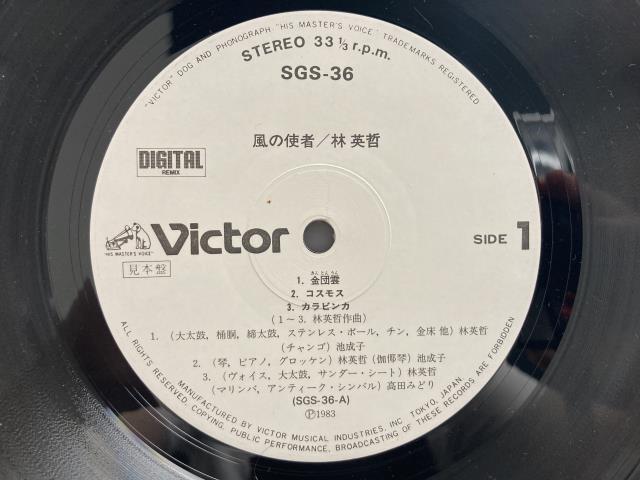 "VICTOR" DOG AND PHONOGRAPH "HIS MASTER'S VOICE" TRADEMARKS REGISTERED
STEREO 33 1/3 r.p.m.
SGS-36
風の使者/林 英哲
DIGITAL
REMIX
Victor
"HIS MASTER'S VOICE"
見本盤
SIDE 1
きん とん うん
1. 金団雲
2. コスモス
3. カラビンカ
(1~3. 林英哲作曲)
1. (大太鼓, 桶胴, 締太鼓, ステンレス・ボール, チン, 金床 他) 林英哲
(チャンゴ) 池成子
2. (琴, ピアノ, グロッケン) 林英哲 (伽倻琴) 池成子
3. (ヴォイス, 大太鼓, サンダー・シート) 林英哲
(マリンバ, アンティーク・シンバル) 高田みどり
(SGS-36-A)
Ⓟ1983
ALL RIGHTS RESERVED. COPYING, PUBLIC PERFORMANCE, BROADCASTING OF THESE RECORDS ARE FORBIDDEN
MANUFACTURED BY VICTOR MUSICAL INDUSTRIES, INC. TOKYO, JAPAN.